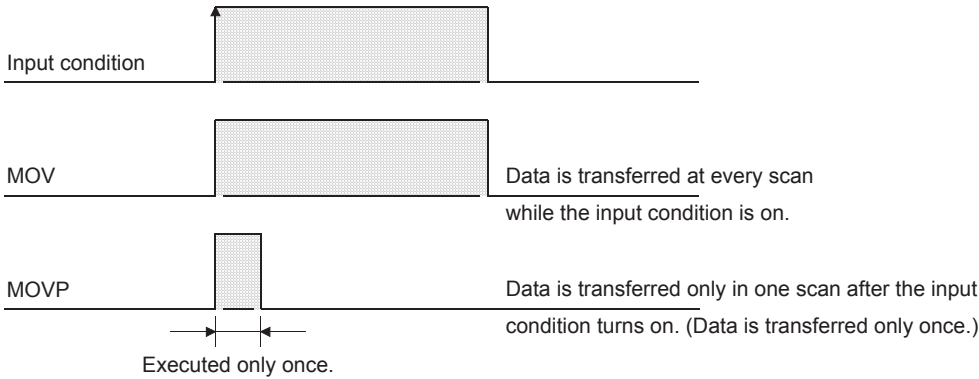 Input condition
MOV
Data is transferred at every scan
while the input condition is on.
MOVP
Data is transferred only in one scan after the input
condition turns on. (Data is transferred only once.)
Executed only once.